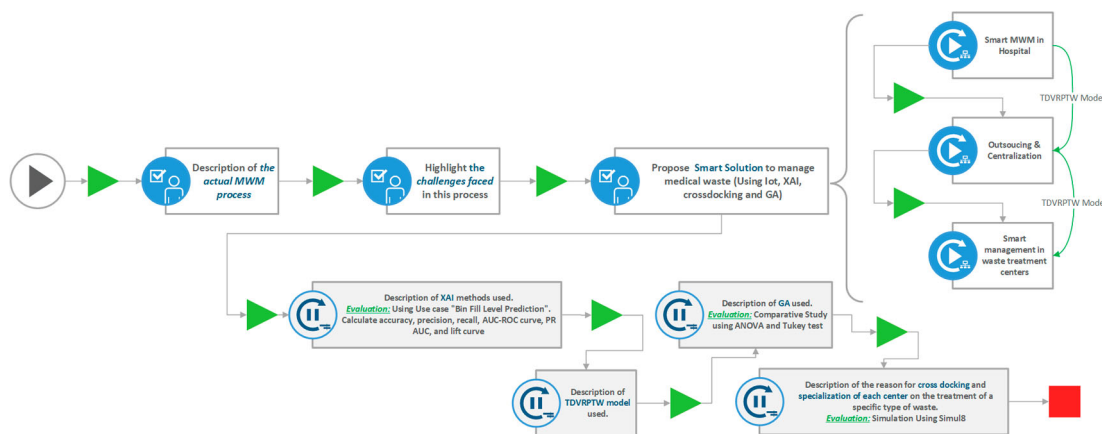 Description of the
actual MWM
process
Highlight the
challenges faced
in this process
Propose Smart Solution to manage
medical waste (Using Iot, XAI,
crossdocking and GA)
Smart MWM in
Hospital
TDVRPTW Mode
Outsoucing &
Centralization
TDVRPTW Mode
Smart
management in
waste treatment
centers
Description of XAI methods used.
Evaluation: Using Use case "Bin Fill Level Prediction".
Calculate accuracy, precision, recall, AUC-ROC curve, PR
AUC, and lift curve
Description of
TDVRPTW model
used.
Description of GA used.
Evaluation: Comparative Study
using ANOVA and Tukey test
Description of the reason for cross docking and
specialization of each center on the treatment of a
specific type of waste.
Evaluation: Simulation Using Simul8